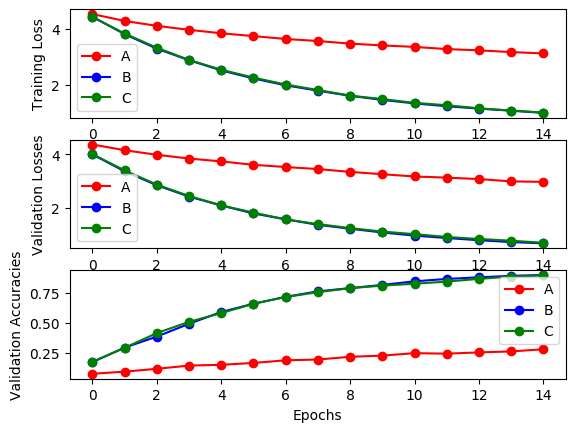 Training Loss
4
2
A
B
C
0 2 4 6 8 10 12 14
Validation Losses
4
2
A
B
C
0 2 4 6 8 10 12 14
Validation Accuracies
0.75
0.50
0.25
A
B
C
0 2 4 6 8 10 12 14
Epochs